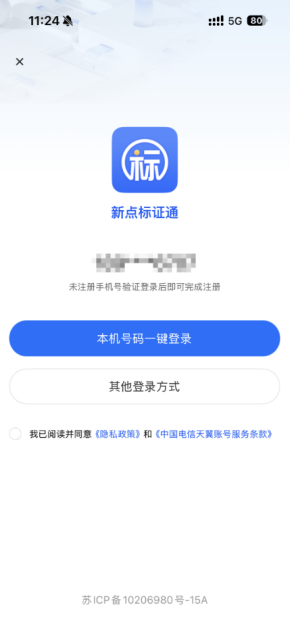 11:24
5G
80
标
新点标证通
未注册手机号验证登录后即可完成注册
本机号码一键登录
其他登录方式
我已阅读并同意《隐私政策》和《中国电信天翼账号服务条款》
苏ICP备10206980号-15A